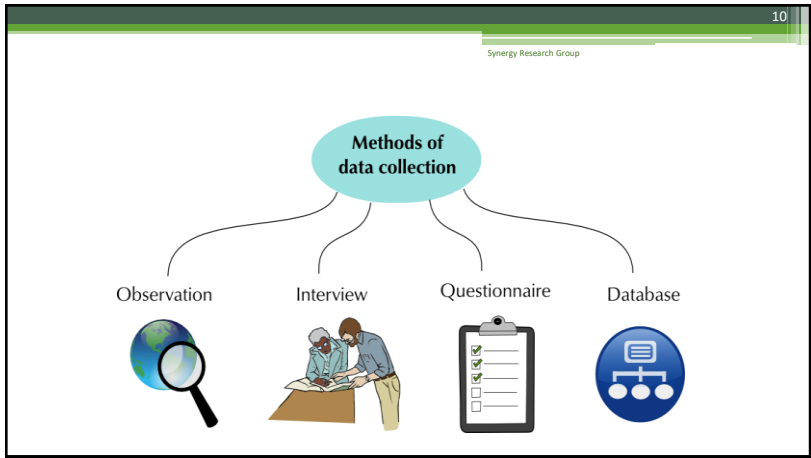 10
Synergy Research Group
Methods of
data collection
Observation
Interview
Questionnaire
Database